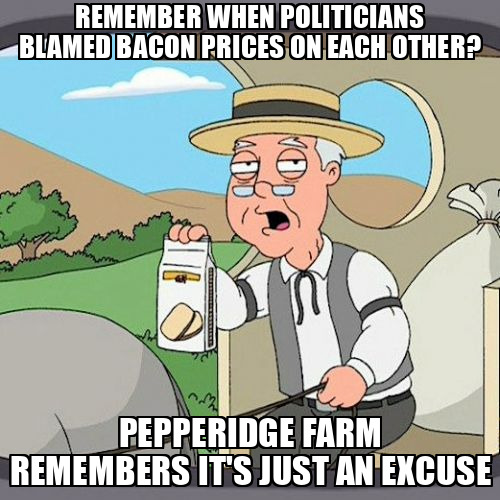 REMEMBER WHEN POLITICIANS
BLAMED BACON PRICES ON EACH OTHER?
PEPPERIDGE FARM
REMEMBERS IT'S JUST AN EXCUSE